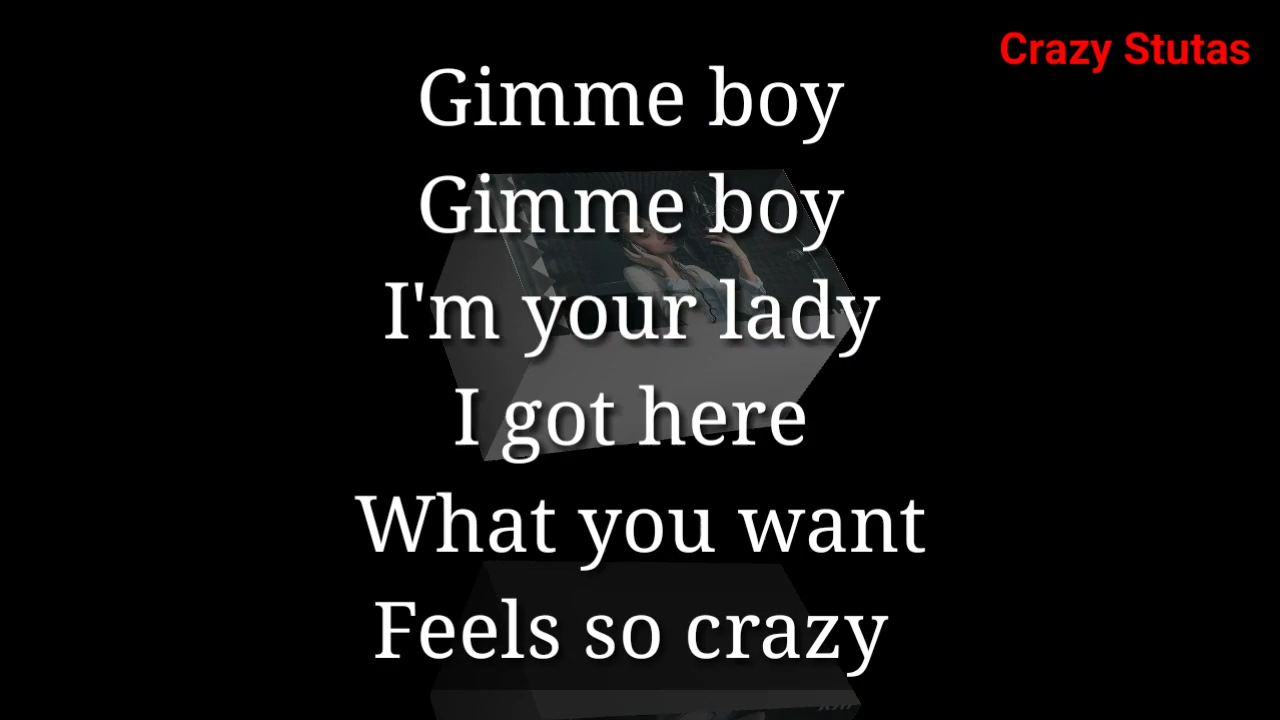 Crazy Stutas
Gimme boy
Gimme boy
I'm your lady
I got here
What you want
Feels so crazy